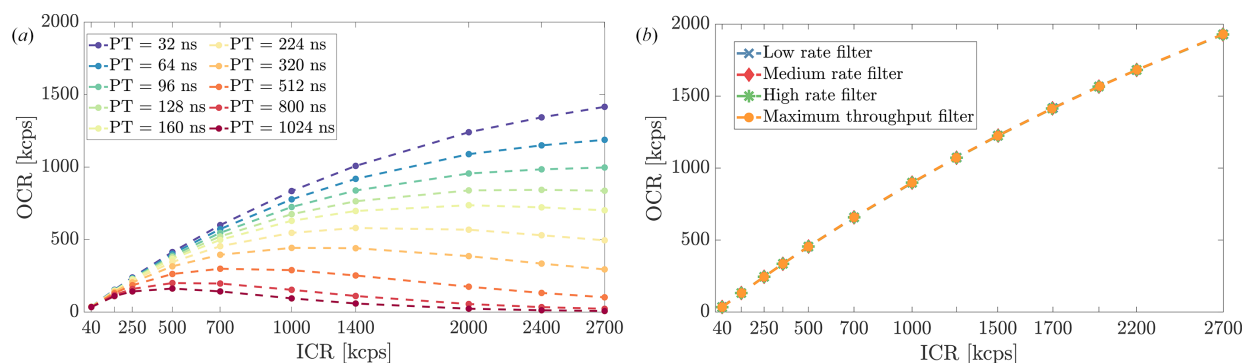 (a)
OCR [kcps]
2000
1500
1000
500
0
PT = 32 ns PT = 224 ns
PT = 64 ns PT = 320 ns
PT = 96 ns PT = 512 ns
PT = 128 ns PT = 800 ns
PT = 160 ns PT = 1024 ns
40 250 500 700 1000 1400 2000 2400 2700
ICR [kcps]
(b)
OCR [kcps]
2000
1500
1000
500
0
Low rate filter
Medium rate filter
High rate filter
Maximum throughput filter
40 250 500 700 1000 1500 1700 2200 2700
ICR [kcps]